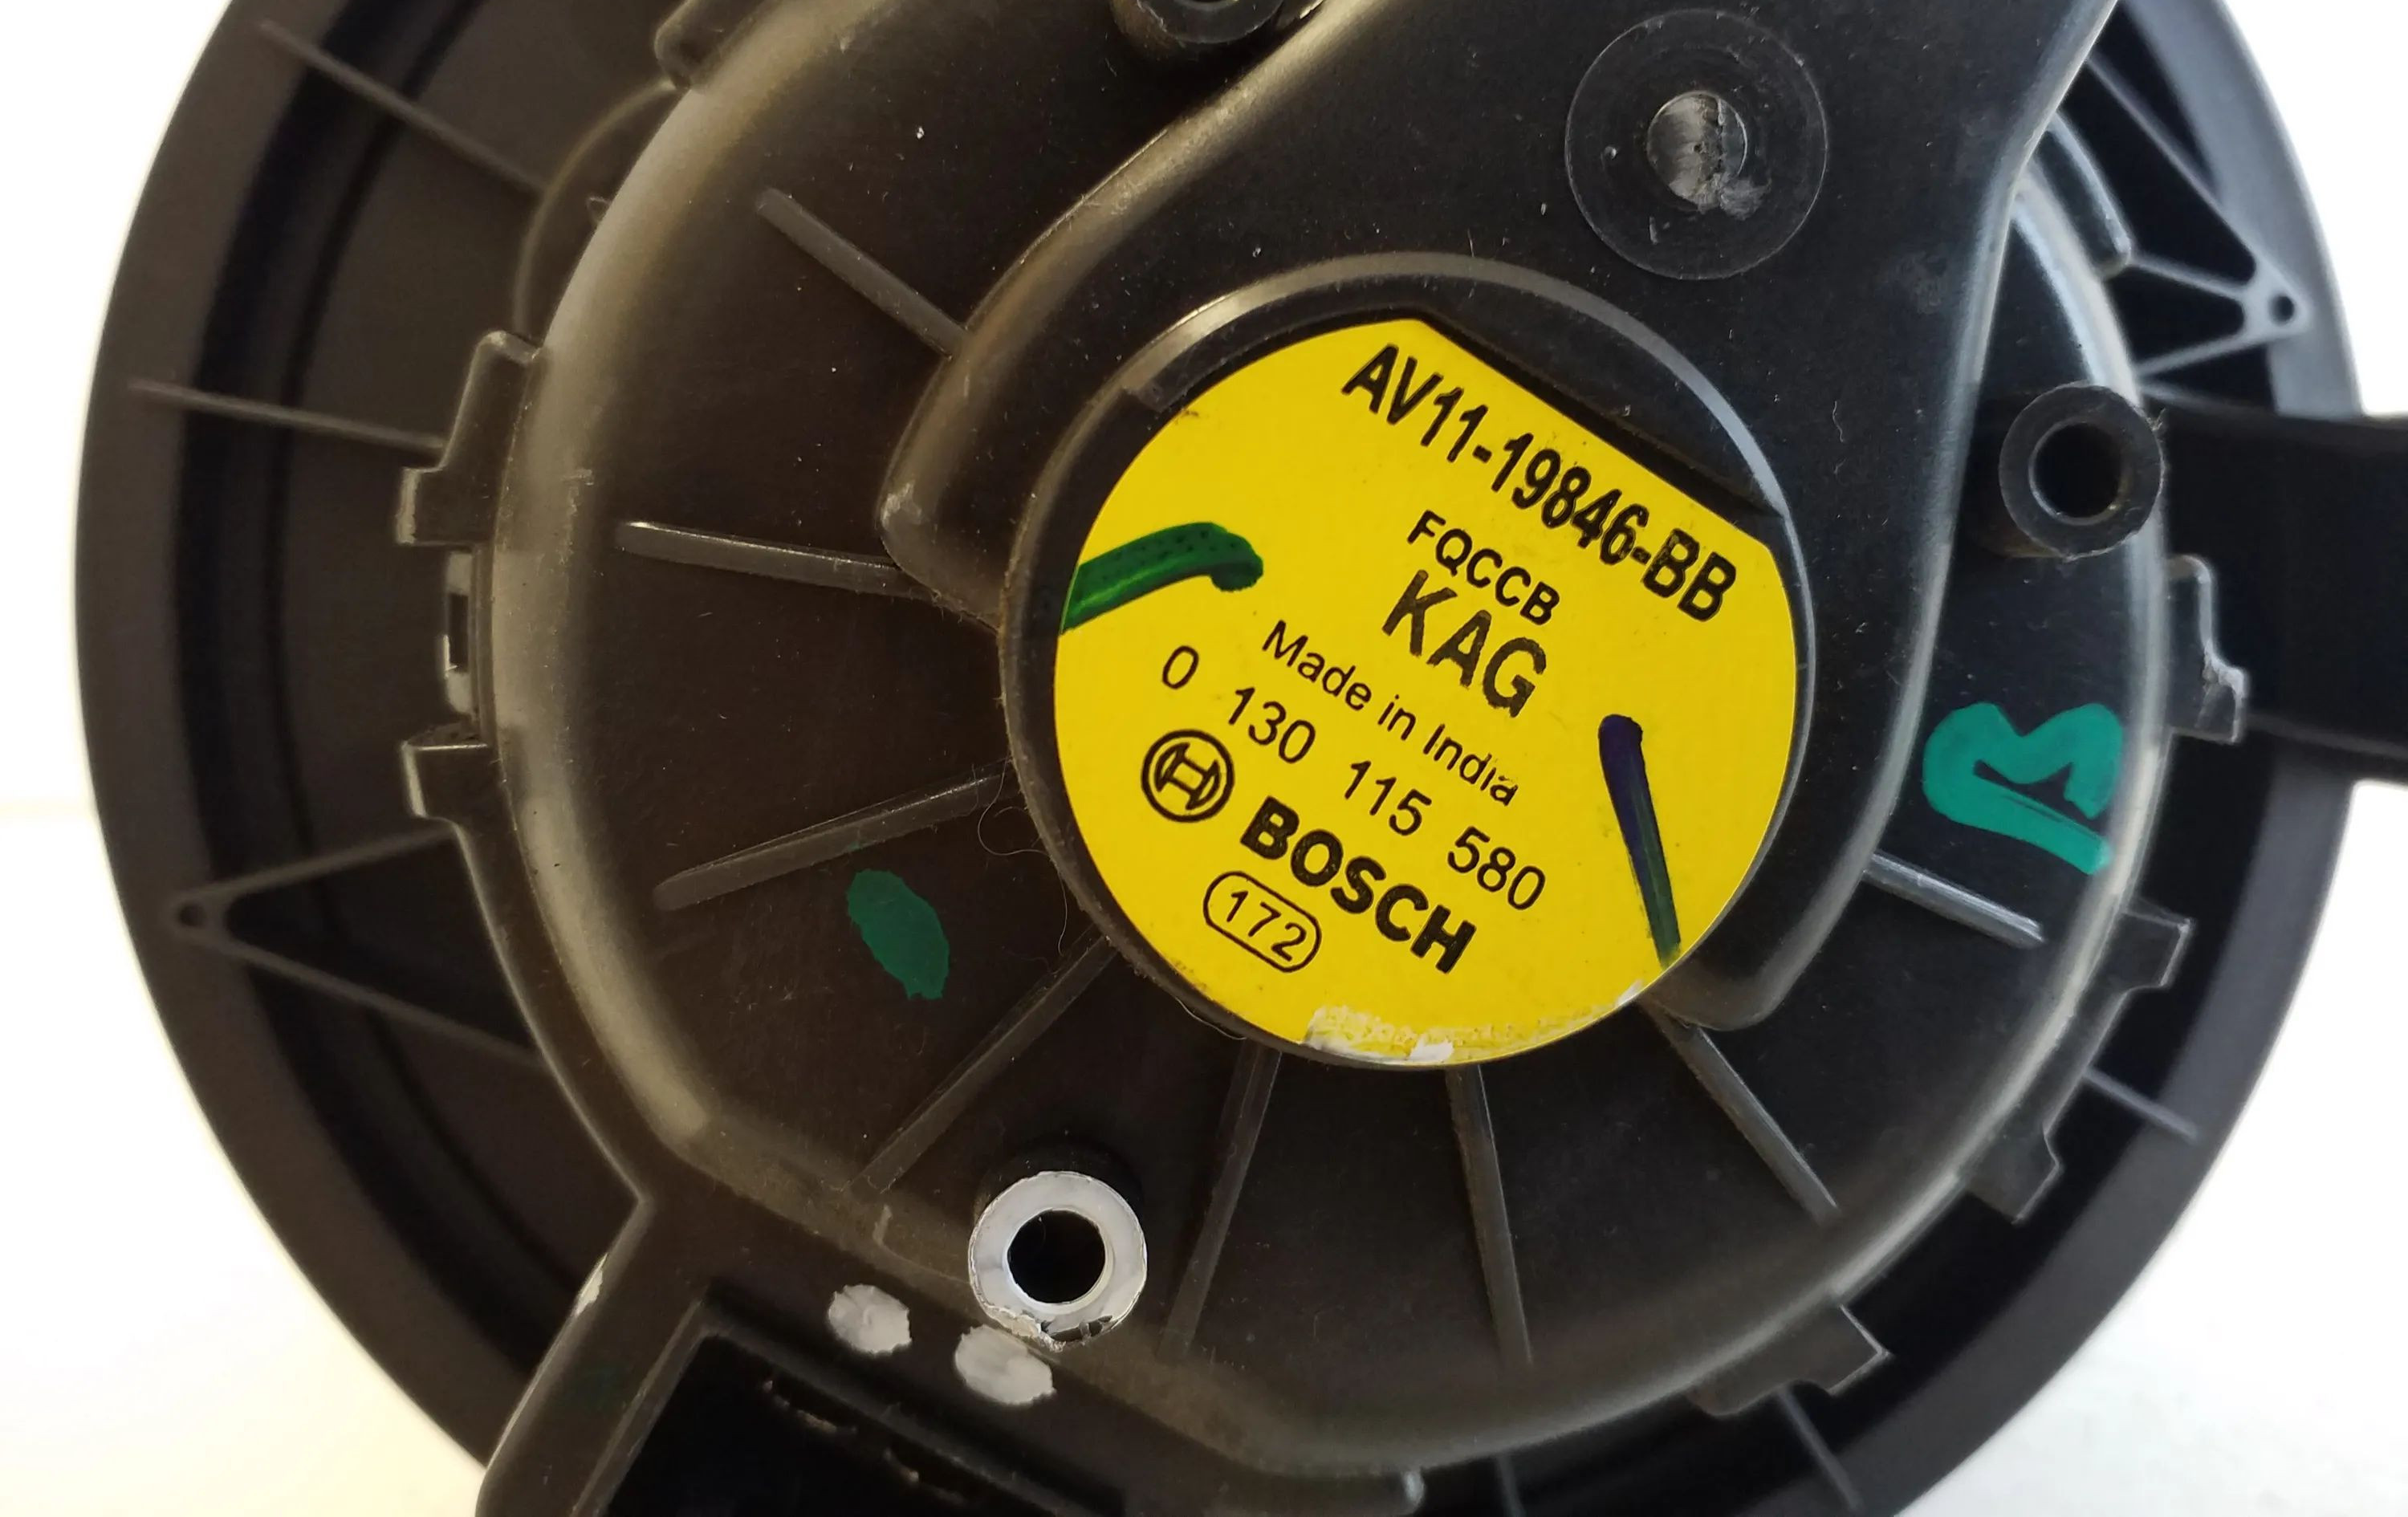 AV11-19846-BB
FQCCB
KAG
Made in India
0 130 115 580
BOSCH
172
B